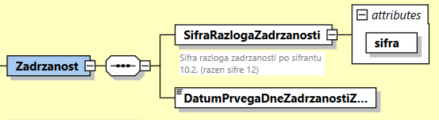 attributes
SifraRazlogaZadrzanosti
sifra
Sifra razloga zadrzanosti po sifrantu
10.2. (razen sifre 12)
Zadrzanost
DatumPrvegaDneZadrzanostiZ...